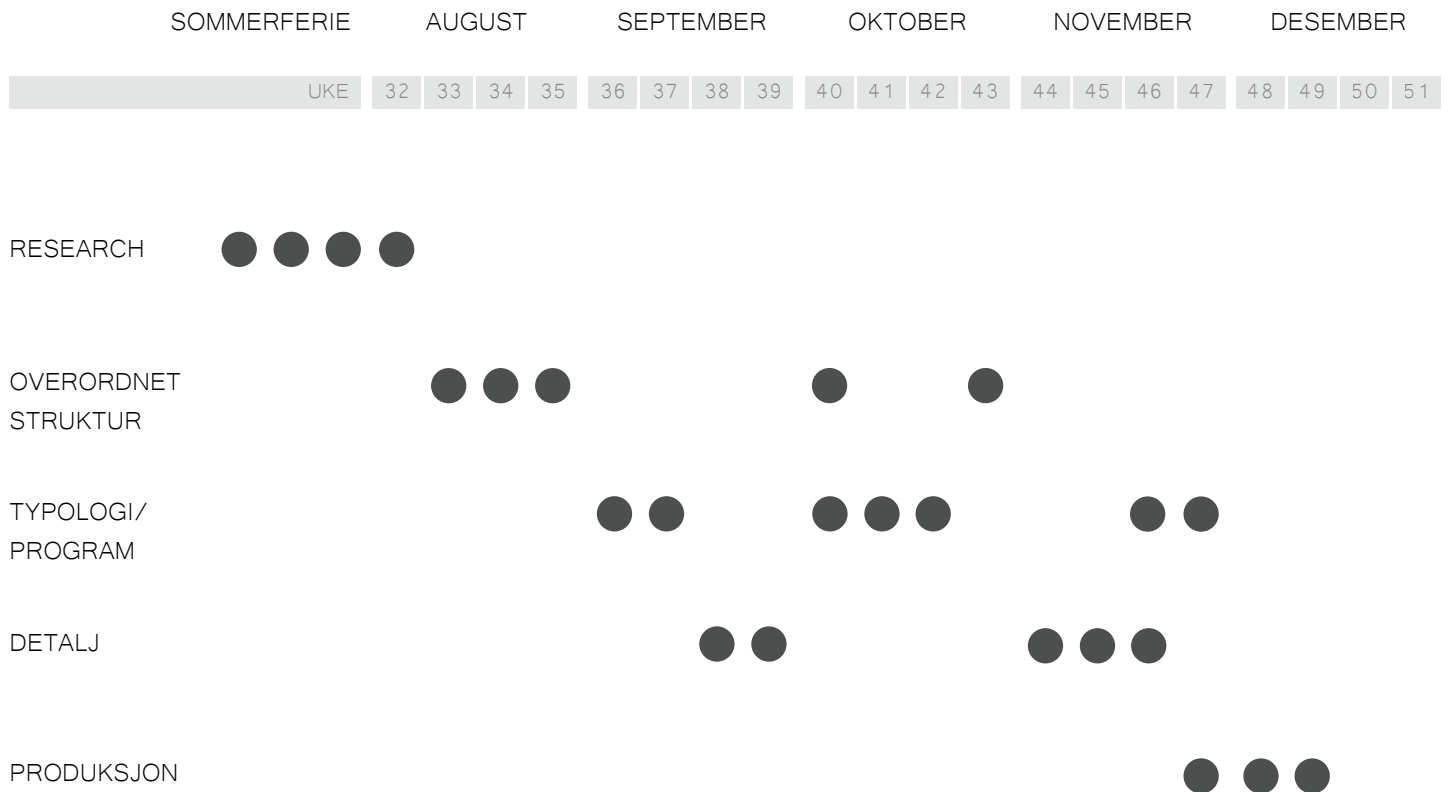 SOMMERFERIE AUGUST SEPTEMBER OKTOBER NOVEMBER DESEMBER
UKE 32 33 34 35 36 37 38 39 40 41 42 43 44 45 46 47 48 49 50 51
RESEARCH
OVERORDNET
STRUKTUR
TYPOLOGI/
PROGRAM
DETALJ
PRODUKSJON